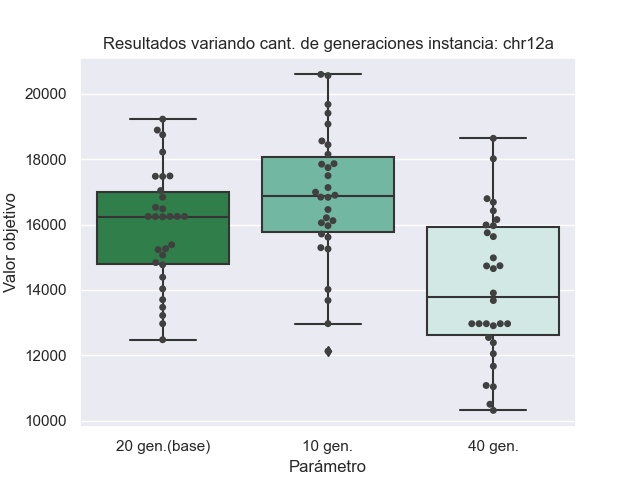 Resultados variando cant. de generaciones instancia: chr12a
20000
18000
16000
14000
12000
10000
Valor objetivo
20 gen.(base)
10 gen.
40 gen.
Parámetro